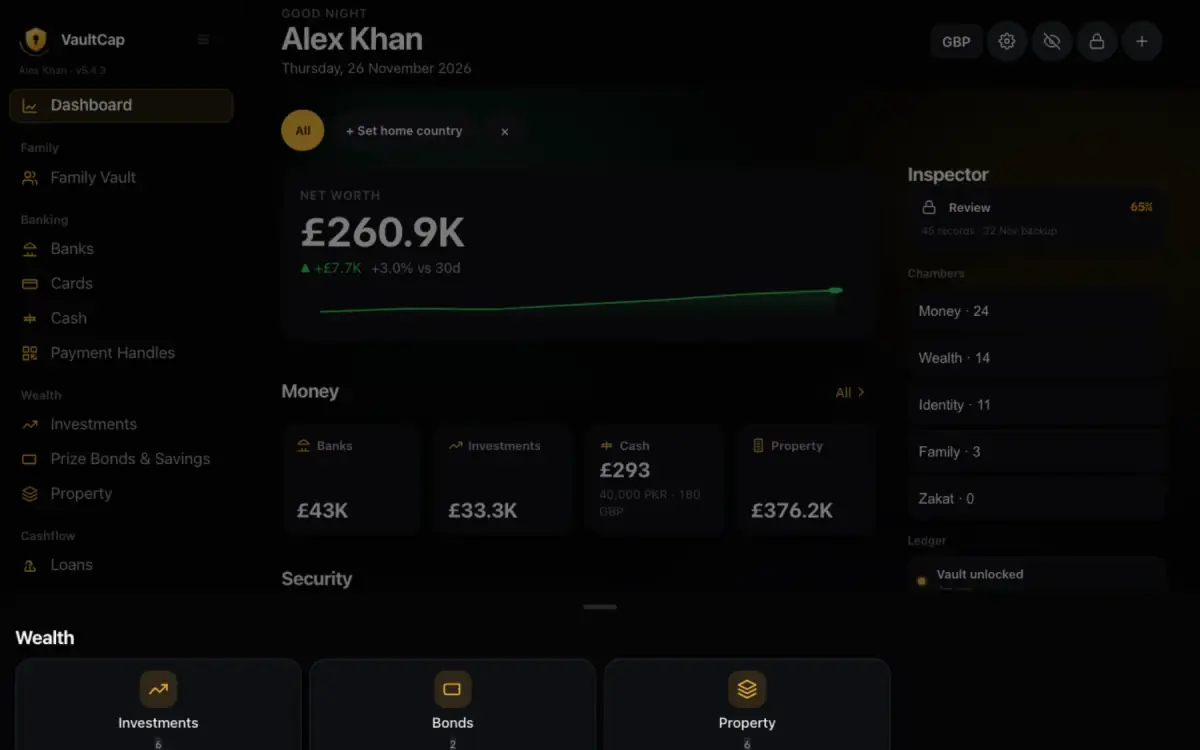 VaultCap
Alex Khan · v5.4.3
Dashboard
Family
Family Vault
Banking
Banks
Cards
Cash
Payment Handles
Wealth
Investments
Prize Bonds & Savings
Property
Cashflow
Loans
GOOD NIGHT
Alex Khan
Thursday, 26 November 2026
GBP
All
+ Set home country ×
NET WORTH
£260.9K
▲ +£7.7K +3.0% vs 30d
Money
All >
Banks
£43K
Investments
£33.3K
Cash
£293
40,000 PKR · 180
GBP
Property
£376.2K
Security
Inspector
Review 65%
45 records · 22 Nov backup
Chambers
Money · 24
Wealth · 14
Identity · 11
Family · 3
Zakat · 0
Ledger
Vault unlocked
Wealth
Investments
6
Bonds
2
Property
6